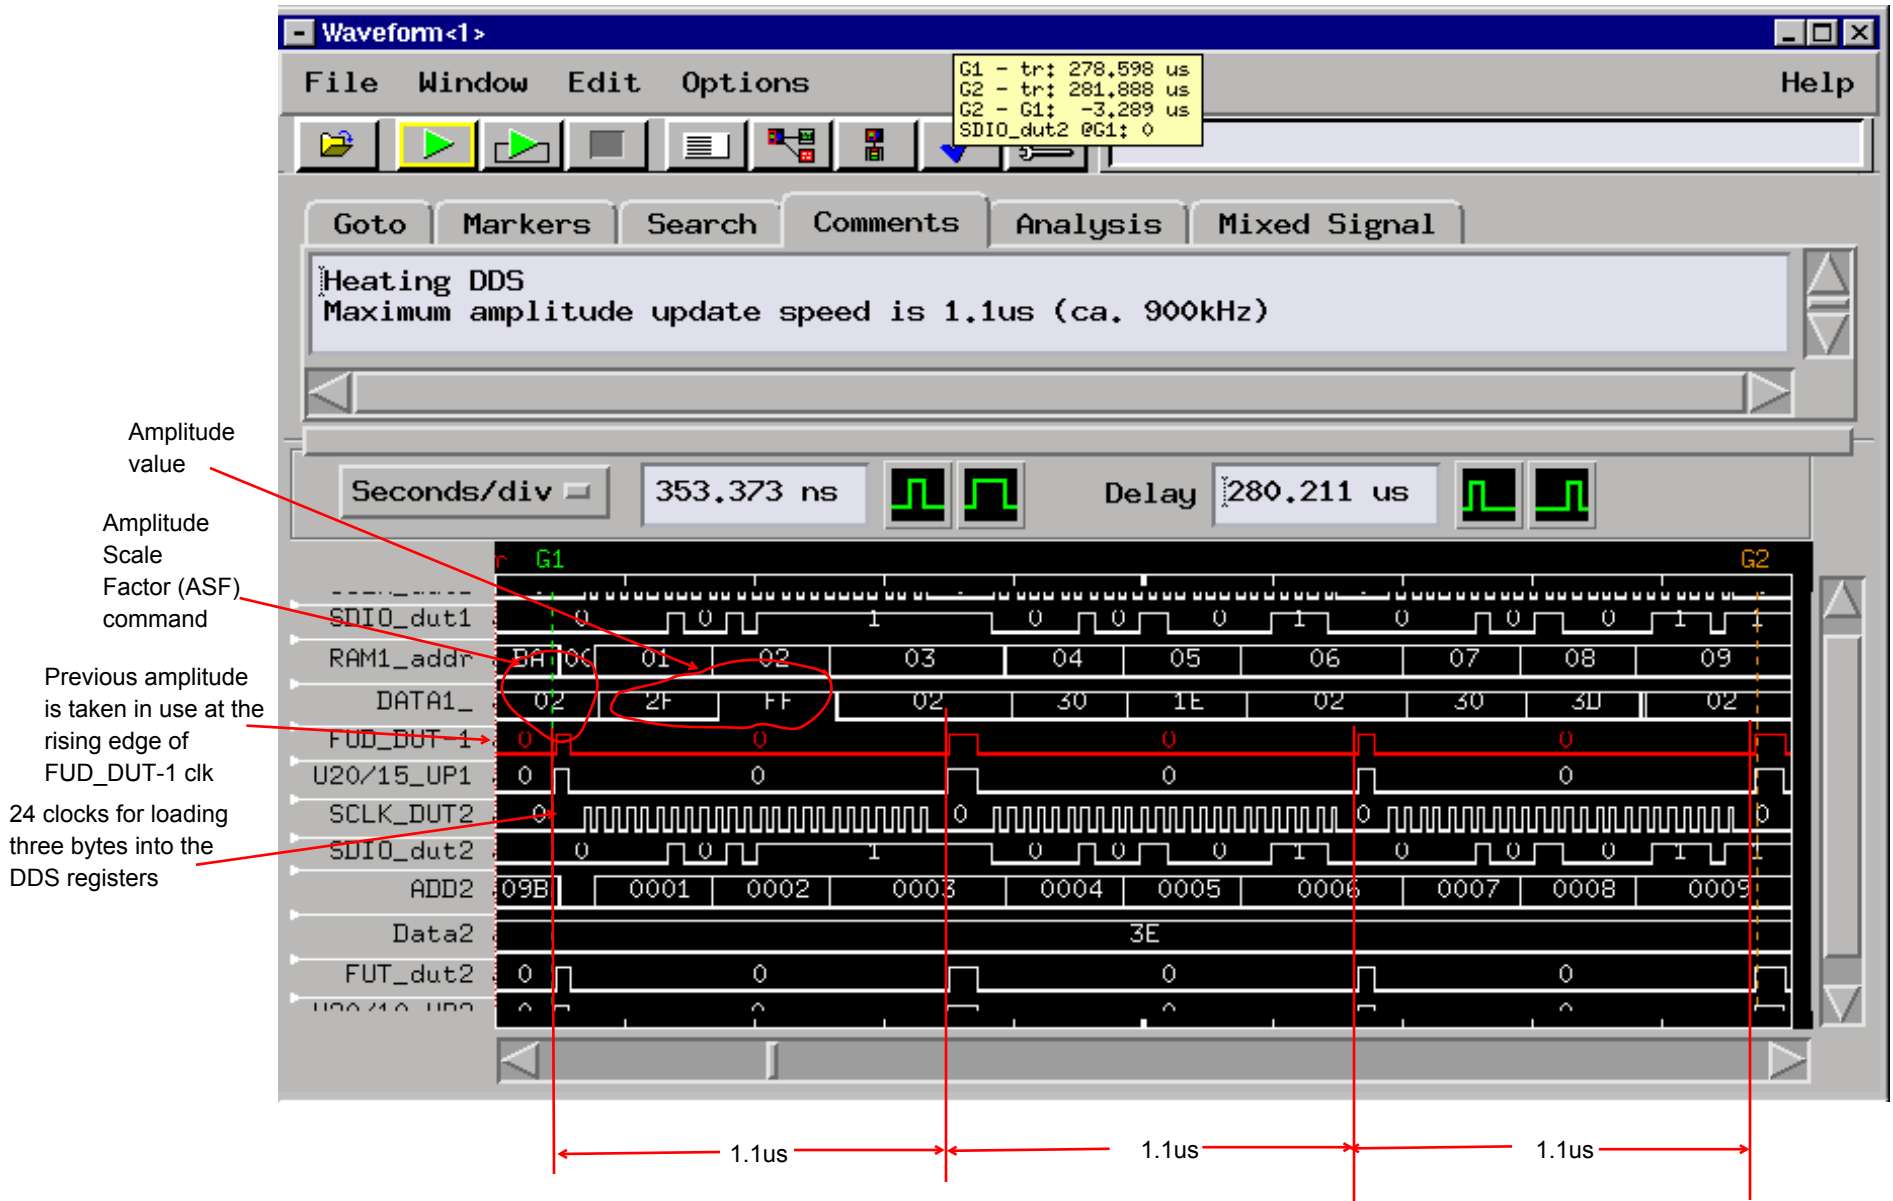 Waveform<1>
File Window Edit Options Help
G1 - tr: 278.598 us
G2 - tr: 281.888 us
G2 - G1: -3.289 us
SDIO_dut2 @G1: 0
Goto Markers Search Comments Analysis Mixed Signal
Heating DDS
Maximum amplitude update speed is 1.1us (ca. 900kHz)
Amplitude
value
Seconds/div 353.373 ns Delay 280.211 us
Amplitude
Scale
Factor (ASF)
command
G1 G2
SDIO_dut1 0 0 1 0 0 0 1 0 0 0 1 1
RAM1_addr BA 01 02 03 04 05 06 07 08 09
DATA1_ 02 2F FF 02 30 1E 02 30 3D 02
Previous amplitude
is taken in use at the
rising edge of
FUD_DUT-1 clk
FUD_DUT-1 0 0 0 0
U20/15_UP1 0 0 0 0
24 clocks for loading
three bytes into the
DDS registers
SCLK_DUT2 0 0 0 0
SDIO_dut2 0 0 1 0 0 0 1 0 0 0 1 1
ADD2 09B 0001 0002 0003 0004 0005 0006 0007 0008 0009
Data2 3E
FUT_dut2 0 0 0 0
1.1us 1.1us 1.1us